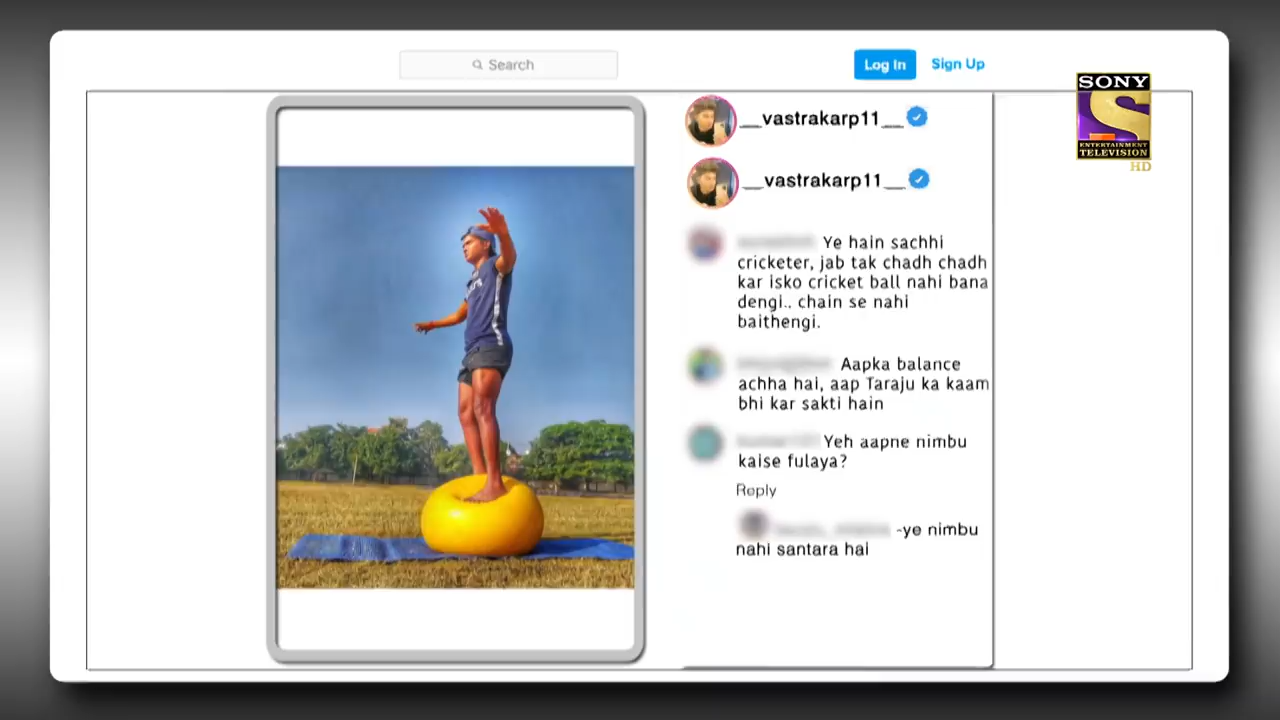 Search
Log In
Sign Up
SONY
ENTERTAINMENT
TELEVISION
HD
__vastrakarp11__
__vastrakarp11__
Ye hain sachhi
cricketer, jab tak chadh chadh
kar isko cricket ball nahi bana
dengi.. chain se nahi
baithengi.
Aapka balance
achha hai, aap Taraju ka kaam
bhi kar sakti hain
Yeh aapne nimbu
kaise fulaya?
Reply
-ye nimbu
nahi santara hai